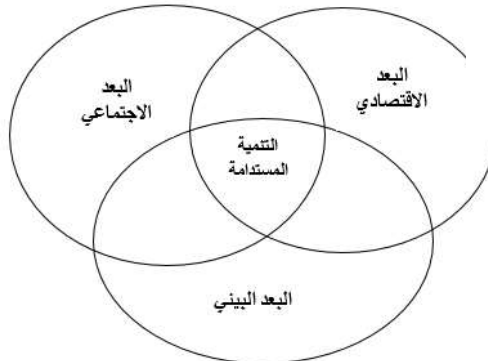 البعد
الاقتصادي
البعد
الاجتماعي
التنمية
المستدامة
البعد البيئي